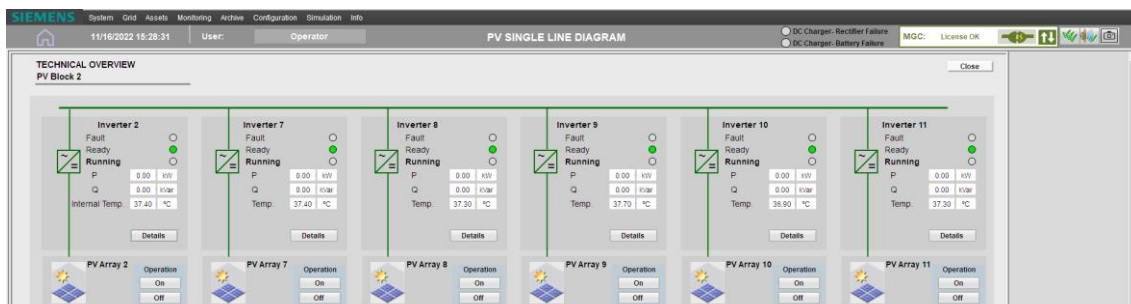 SIEMENS System Grid Assets Monitoring Archive Configuration Simulation Info
11/16/2022 15:28:31 User: Operator PV SINGLE LINE DIAGRAM DC Charger- Rectifier Failure MGC: License OK
DC Charger- Battery Failure
TECHNICAL OVERVIEW Close
PV Block 2
Inverter 2 Inverter 7 Inverter 8 Inverter 9 Inverter 10 Inverter 11
Fault Fault Fault Fault Fault Fault
Ready Ready Ready Ready Ready Ready
Running Running Running Running Running Running
P 0.00 kW P 0.00 kW P 0.00 kW P 0.00 kW P 0.00 kW P 0.00 kW
Q 0.00 kVar Q 0.00 kVar Q 0.00 kVar Q 0.00 kVar Q 0.00 kVar Q 0.00 kVar
Internal Temp. 37.40 °C Temp. 37.40 °C Temp. 37.30 °C Temp. 37.70 °C Temp. 36.90 °C Temp. 37.30 °C
Details Details Details Details Details Details
PV Array 2 Operation PV Array 7 Operation PV Array 8 Operation PV Array 9 Operation PV Array 10 Operation PV Array 11 Operation
On On On On On On
Off Off Off Off Off Off